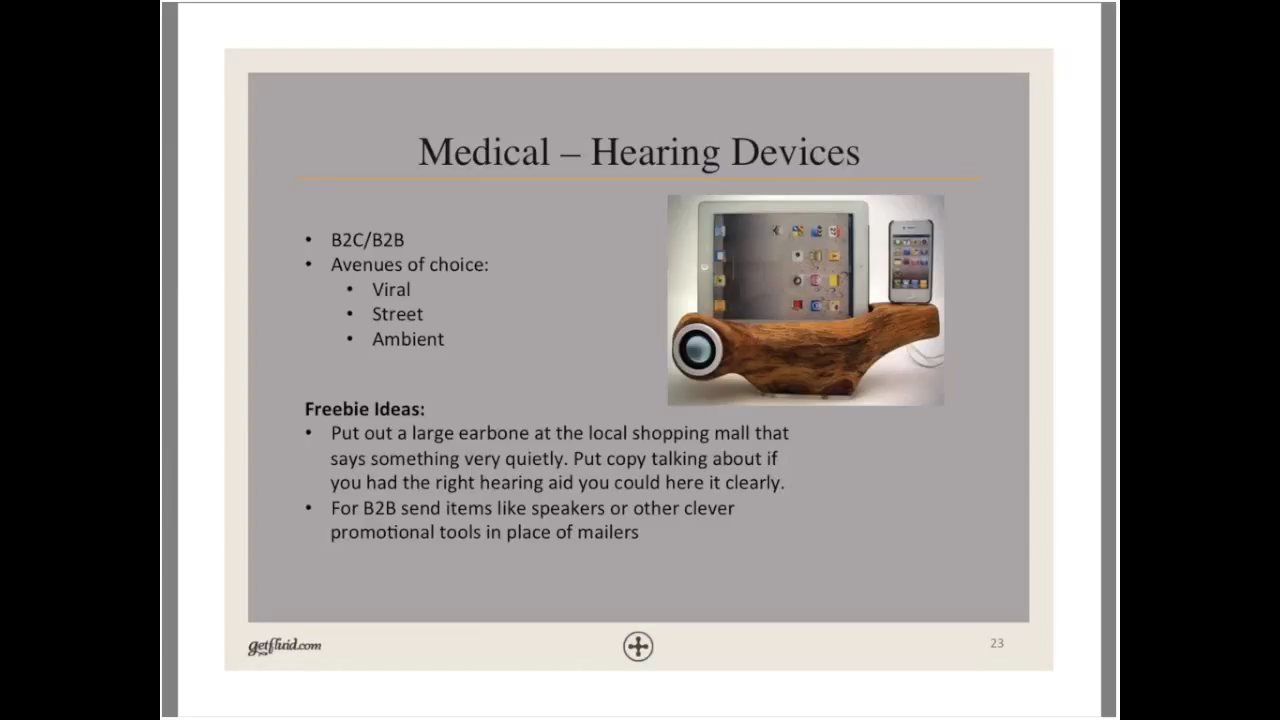 Medical – Hearing Devices
• B2C/B2B
• Avenues of choice:
• Viral
• Street
• Ambient
Freebie Ideas:
• Put out a large earbone at the local shopping mall that
says something very quietly. Put copy talking about if
you had the right hearing aid you could here it clearly.
• For B2B send items like speakers or other clever
promotional tools in place of mailers
getfluid.com
23